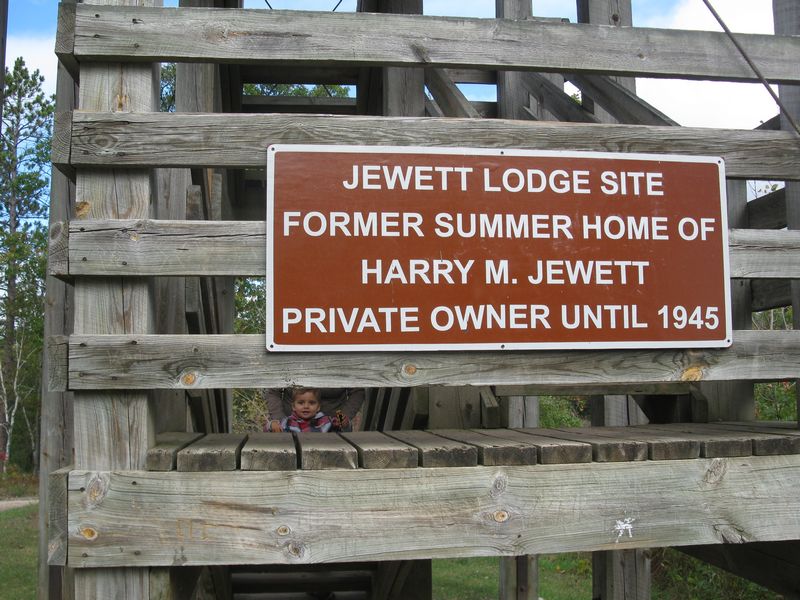 JEWETT LODGE SITE
FORMER SUMMER HOME OF
HARRY M. JEWETT
PRIVATE OWNER UNTIL 1945